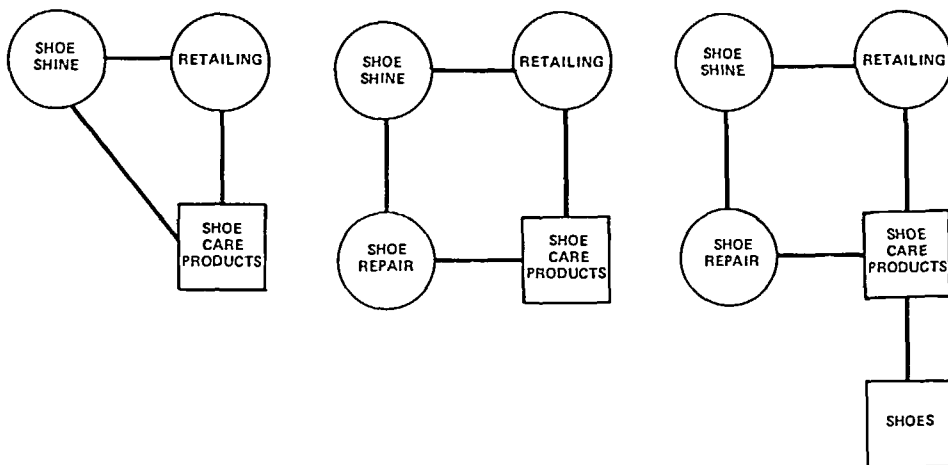 SHOE
SHINE
RETAILING
SHOE
CARE
PRODUCTS
SHOE
SHINE
RETAILING
SHOE
REPAIR
SHOE
CARE
PRODUCTS
SHOE
SHINE
RETAILING
SHOE
REPAIR
SHOE
CARE
PRODUCTS
SHOES